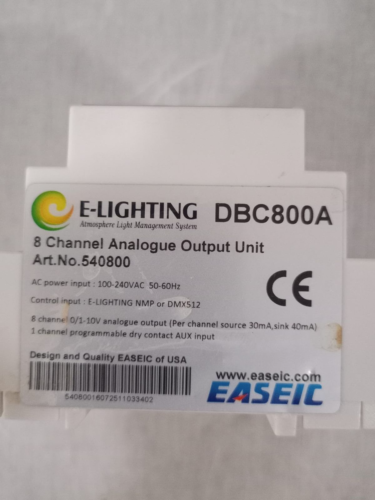 E-LIGHTING DBC800A
Atmosphere Light Management System
8 Channel Analogue Output Unit
Art.No.540800
AC power input : 100-240VAC 50-60Hz
CE
Control input : E-LIGHTING NMP or DMX512
8 channel 0/1-10V analogue output (Per channel source 30mA,sink 40mA)
1 channel programmable dry contact AUX input
Design and Quality EASEIC of USA
www.easeic.com
EASEIC
54080016072511033402